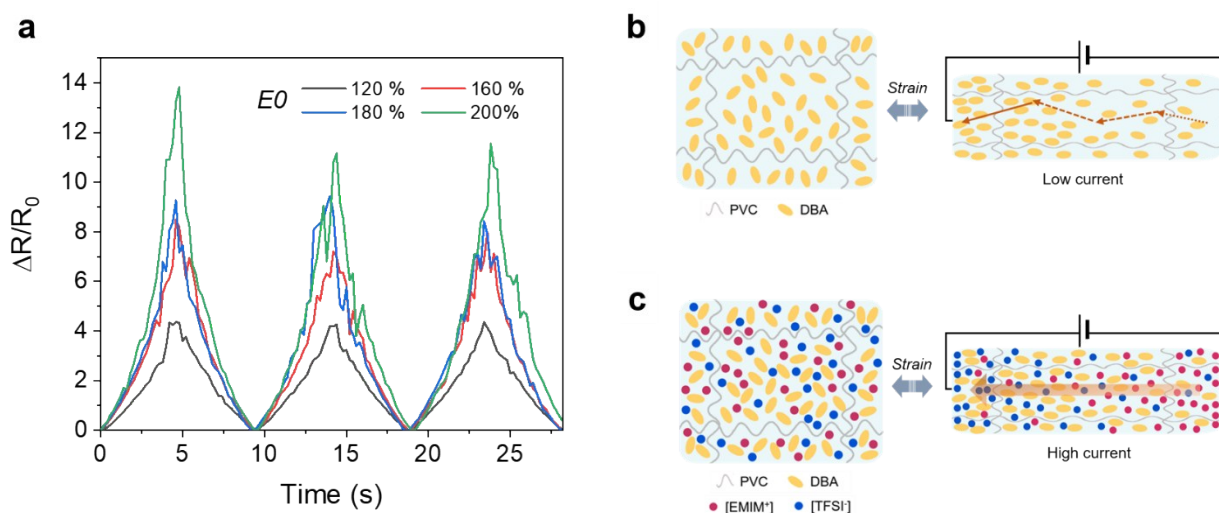 a
E0
120 %
160 %
180 %
200%
14
12
10
8
6
4
2
0
ΔR/R0
0
5
10
15
20
25
Time (s)
b
Strain
Low current
PVC
DBA
c
Strain
High current
PVC
DBA
[EMIM+]
[TFSI-]